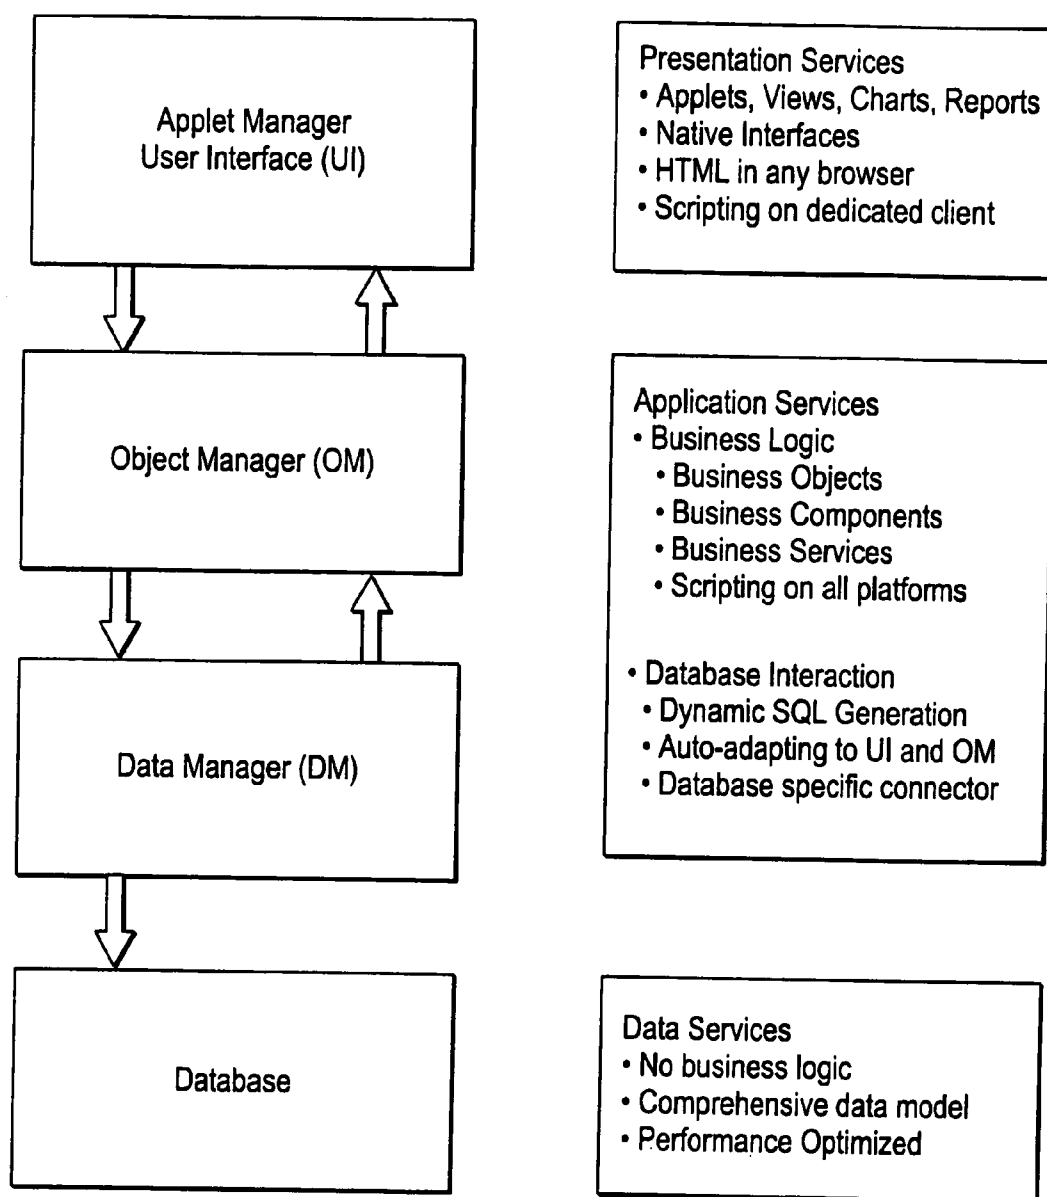 Applet Manager
User Interface (UI)
Presentation Services
• Applets, Views, Charts, Reports
• Native Interfaces
• HTML in any browser
• Scripting on dedicated client
Object Manager (OM)
Application Services
• Business Logic
• Business Objects
• Business Components
• Business Services
• Scripting on all platforms
• Database Interaction
• Dynamic SQL Generation
• Auto-adapting to UI and OM
• Database specific connector
Data Manager (DM)
Database
Data Services
• No business logic
• Comprehensive data model
• Performance Optimized